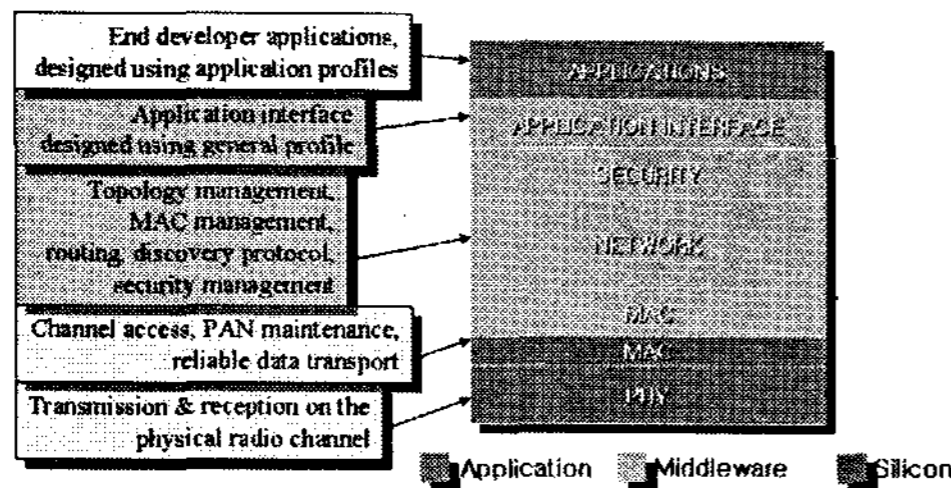 End developer applications,
designed using application profiles
Application interface
designed using general profile
Topology management,
MAC management,
routing, discovery protocol,
security management
Channel access, PAN maintenance,
reliable data transport
Transmission & reception on the
physical radio channel
APPLICATIONS
APPLICATION INTERFACE
SECURITY
NETWORK
MAC
MAC
PHY
Application
Middleware
Silicon